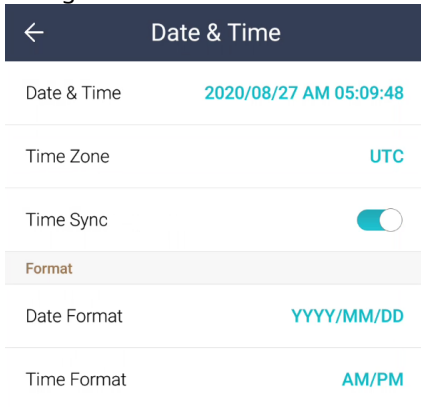 Date & Time
Date & Time 2020/08/27 AM 05:09:48
Time Zone UTC
Time Sync
Format
Date Format YYYY/MM/DD
Time Format AM/PM